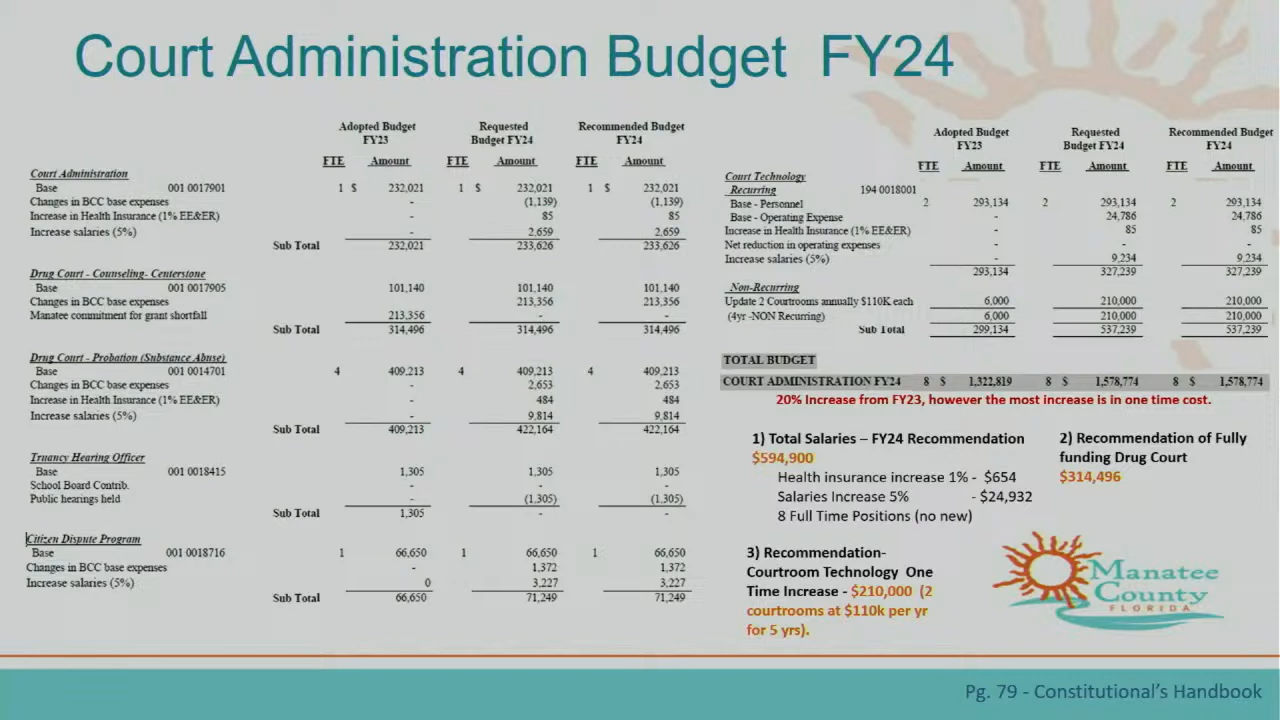 Court Administration Budget FY24
Adopted Budget FY23 Requested Budget FY24 Recommended Budget FY24
FTE Amount FTE Amount FTE Amount
Court Administration
Base 001 0017901 1 $ 232,021 1 $ 232,021 1 $ 232,021
Changes in BCC base expenses - (1,139) (1,139)
Increase in Health Insurance (1% EE&ER) - 85 85
Increase salaries (5%) - 2,659 2,659
Sub Total 232,021 233,626 233,626
Drug Court - Counseling- Centerstone
Base 001 0017905 101,140 101,140 101,140
Changes in BCC base expenses 213,356 213,356
Manatee commitment for grant shortfall 213,356 - -
Sub Total 314,496 314,496 314,496
Drug Court - Probation (Substance Abuse)
Base 001 0014701 4 409,213 4 409,213 4 409,213
Changes in BCC base expenses - 2,653 2,653
Increase in Health Insurance (1% EE&ER) - 484 484
Increase salaries (5%) - 9,814 9,814
Sub Total 409,213 422,164 422,164
Truancy Hearing Officer
Base 001 0018415 1,305 1,305 1,305
School Board Contrib. - - -
Public hearings held - (1,305) (1,305)
Sub Total 1,305 - -
Citizen Dispute Program
Base 001 0018716 1 66,650 1 66,650 1 66,650
Changes in BCC base expenses - 1,372 1,372
Increase salaries (5%) 0 3,227 3,227
Sub Total 66,650 71,249 71,249
Adopted Budget FY23 Requested Budget FY24 Recommended Budget FY24
FTE Amount FTE Amount FTE Amount
Court Technology
Recurring 194 0018001
Base - Personnel 2 293,134 2 293,134 2 293,134
Base - Operating Expense - 24,786 24,786
Increase in Health Insurance (1% EE&ER) - 85 85
Net reduction in operating expenses - - -
Increase salaries (5%) - 9,234 9,234
293,134 327,239 327,239
Non-Recurring
Update 2 Courtrooms annually $110K each 6,000 210,000 210,000
(4yr -NON Recurring) 6,000 210,000 210,000
Sub Total 299,134 537,239 537,239
TOTAL BUDGET
COURT ADMINISTRATION FY24 8 $ 1,322,819 8 $ 1,578,774 8 $ 1,578,774
20% Increase from FY23, however the most increase is in one time cost.
1) Total Salaries – FY24 Recommendation
$594,900
Health insurance increase 1% - $654
Salaries Increase 5% - $24,932
8 Full Time Positions (no new)
2) Recommendation of Fully
funding Drug Court
$314,496
3) Recommendation-
Courtroom Technology One
Time Increase - $210,000 (2
courtrooms at $110k per yr
for 5 yrs).
Manatee
County
FLORIDA
Pg. 79 - Constitutional's Handbook